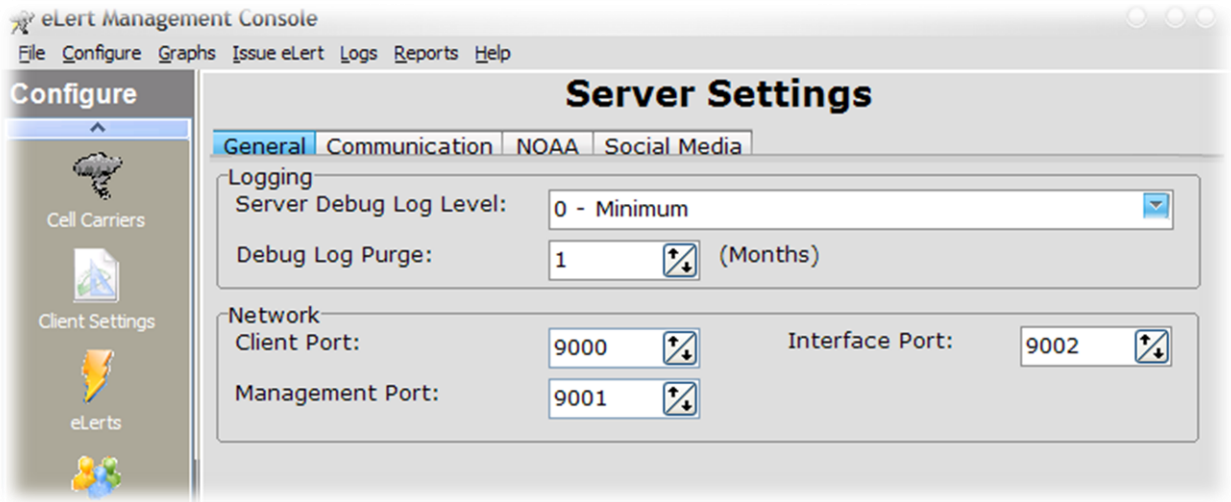 eLert Management Console
File Configure Graphs Issue eLert Logs Reports Help
Configure
Server Settings
General Communication NOAA Social Media
Logging
Server Debug Log Level: 0 - Minimum
Debug Log Purge: 1 (Months)
Cell Carriers
Client Settings
eLerts
Network
Client Port: 9000 Interface Port: 9002
Management Port: 9001